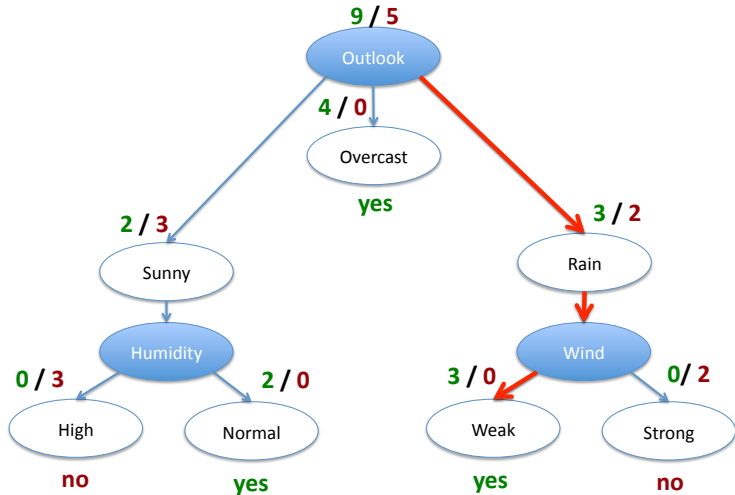 9 / 5
Outlook
4 / 0
Overcast
yes
2 / 3
3 / 2
Sunny
Rain
Humidity
Wind
0 / 3
2 / 0
3 / 0
0/ 2
High
Normal
Weak
Strong
no
yes
yes
no